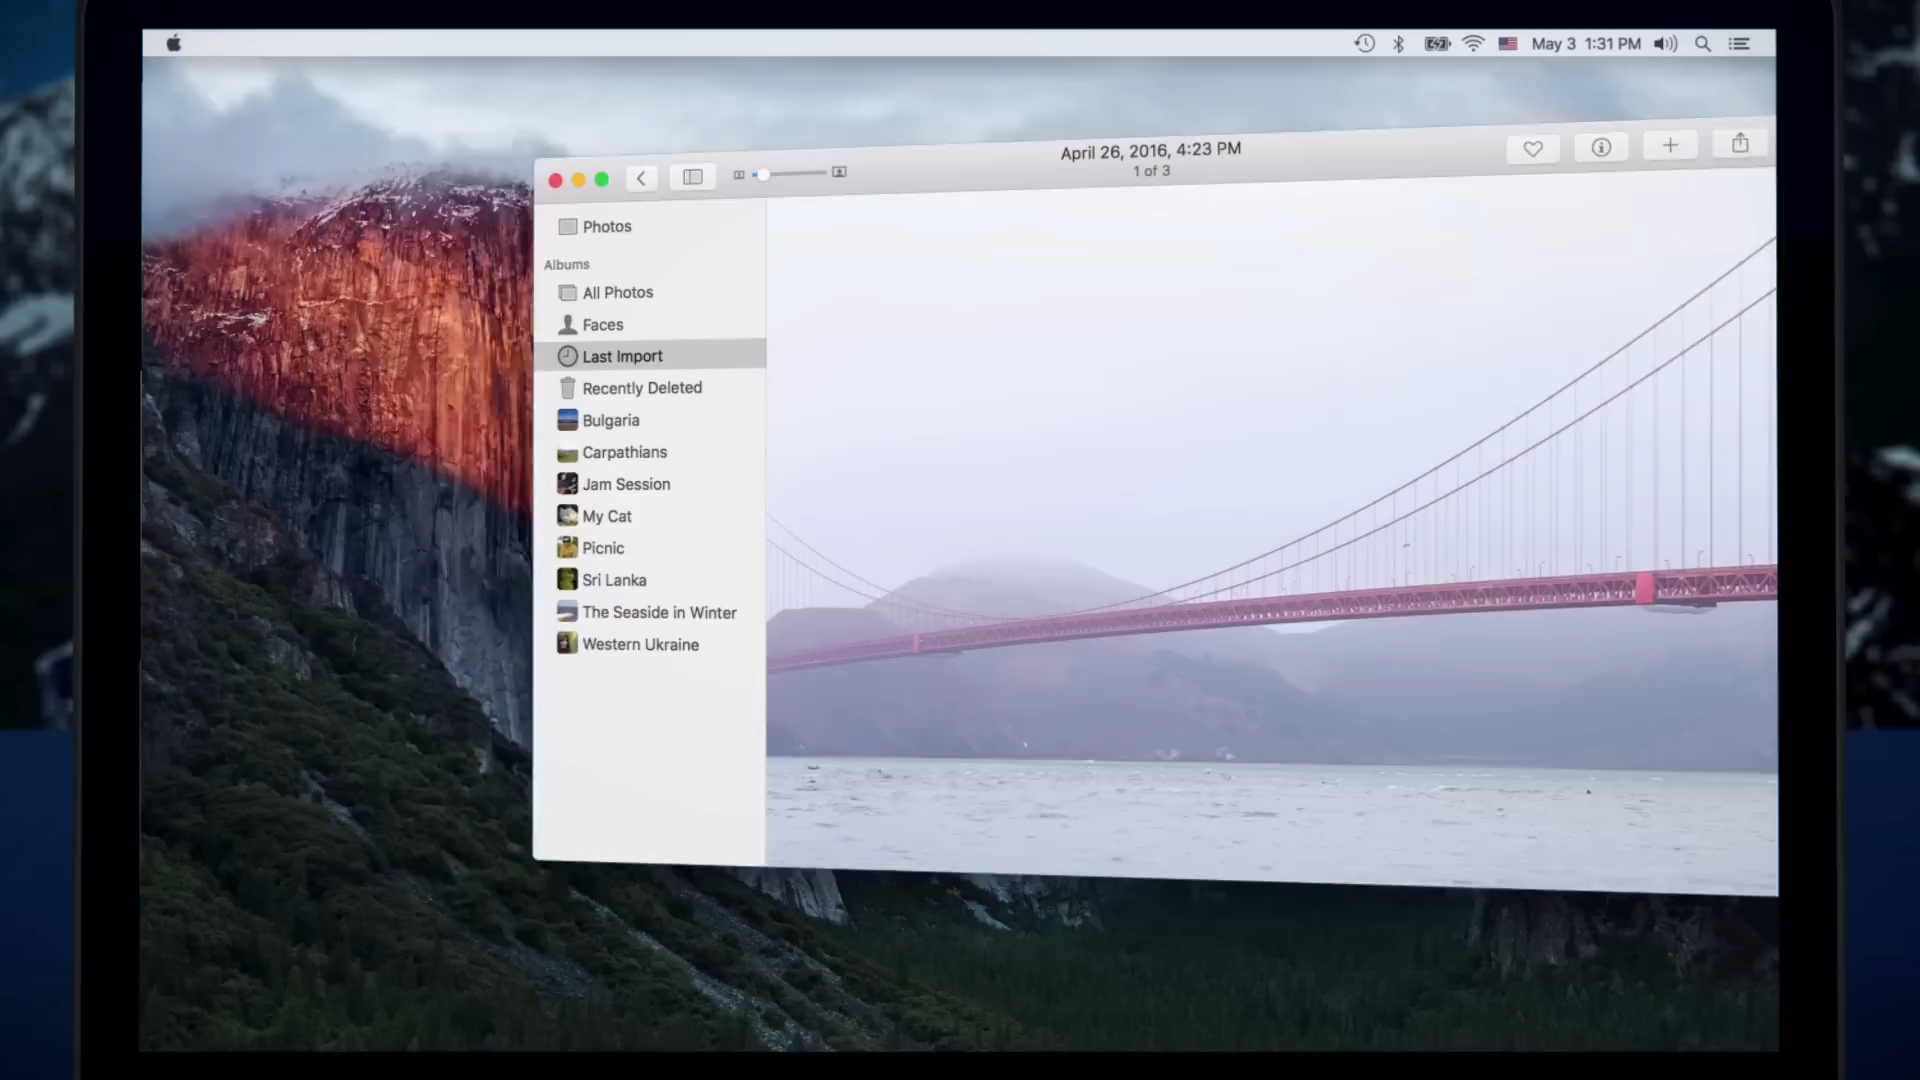 May 3 1:31 PM
April 26, 2016, 4:23 PM
1 of 3
Photos
Albums
All Photos
Faces
Last Import
Recently Deleted
Bulgaria
Carpathians
Jam Session
My Cat
Picnic
Sri Lanka
The Seaside in Winter
Western Ukraine